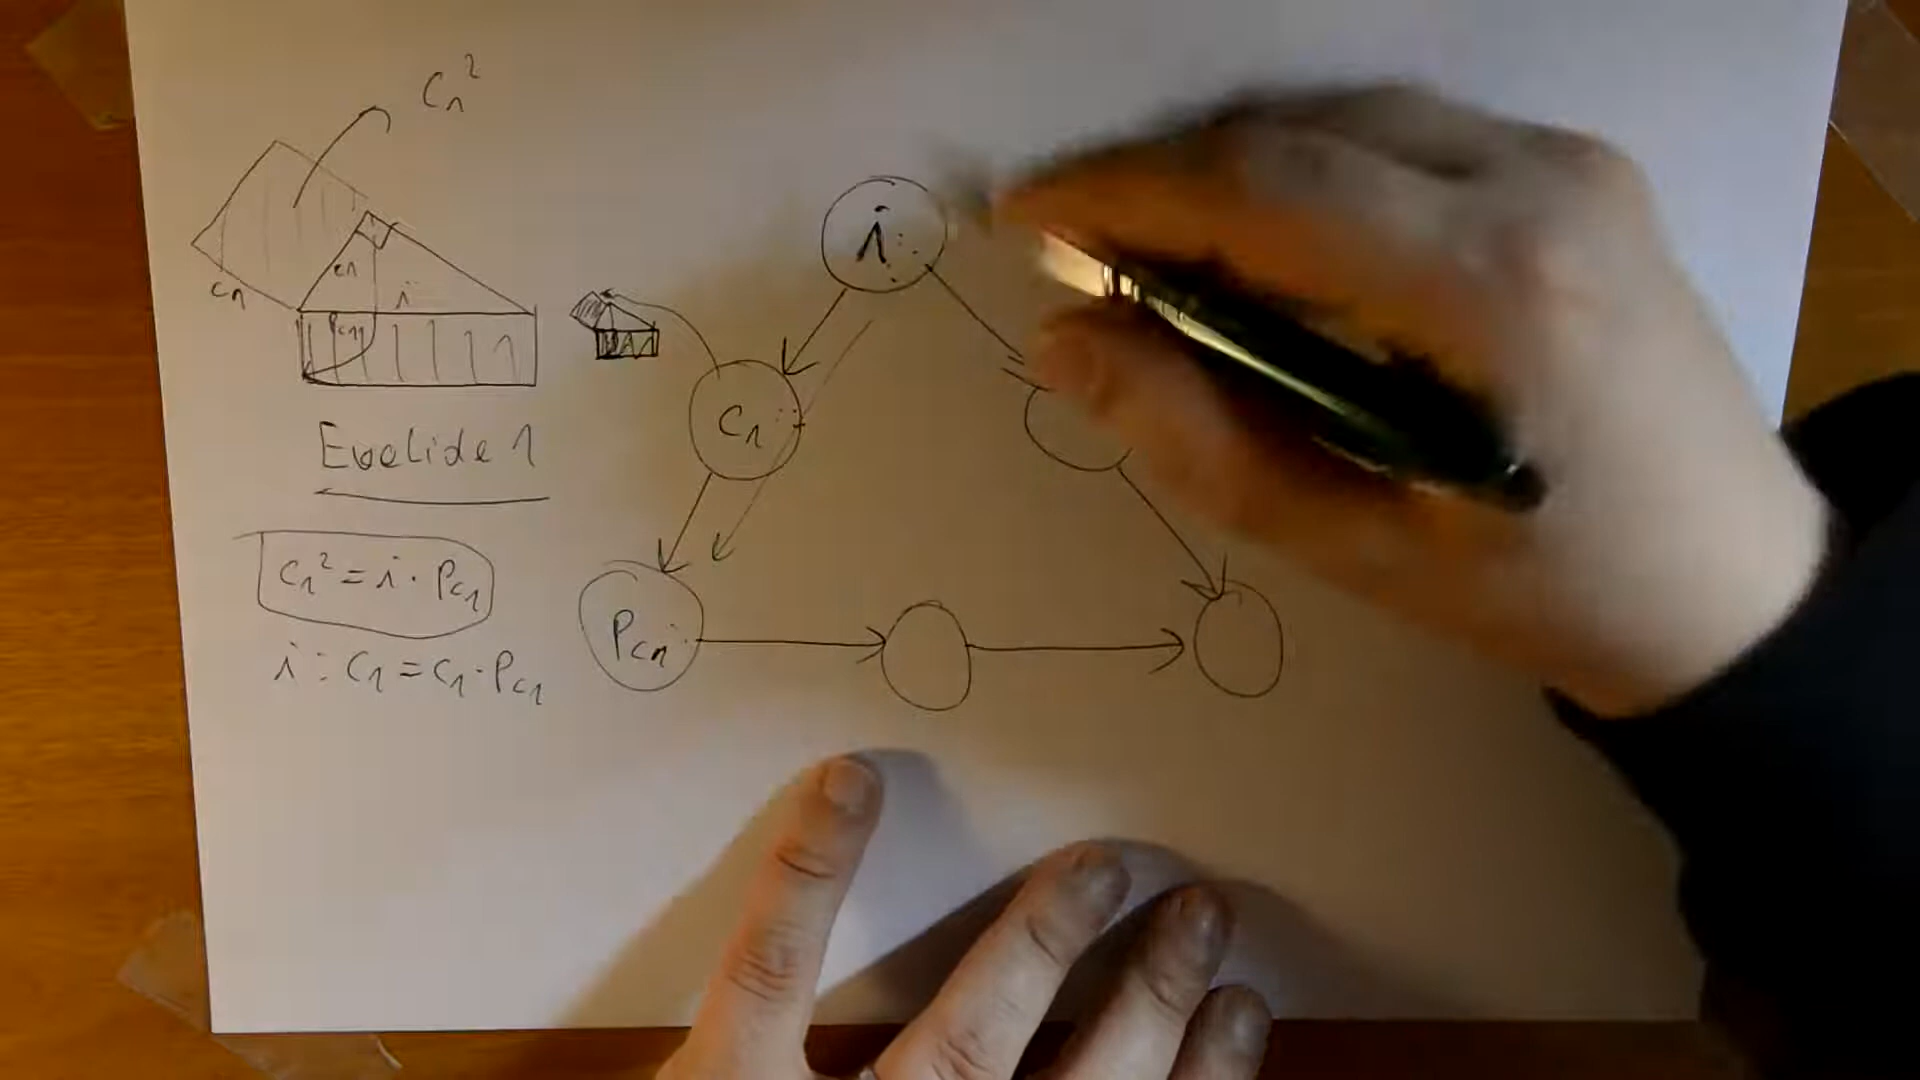 c₁²
c₁
c₁
i
Pc₁
Euclide 1
c₁² = i · Pc₁
i : c₁ = c₁ · Pc₁
i
c₁
Pc₁